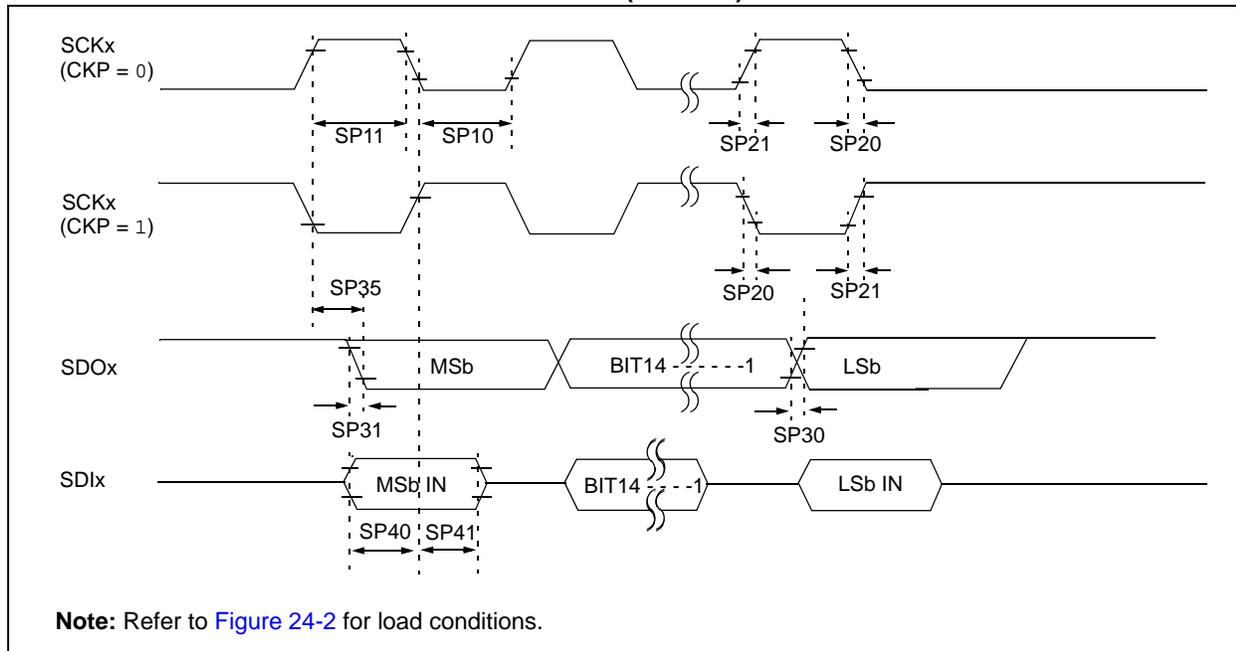 SCKx
(CKP = 0)
SP11
SP10
SP21
SP20
SCKx
(CKP = 1)
SP35
SP20
SP21
SDOx
MSb
BIT14 - - - - - -1
LSb
SP31
SP30
SDIx
MSb IN
BIT14 - - - - -1
LSb IN
SP40
SP41
Note: Refer to Figure 24-2 for load conditions.